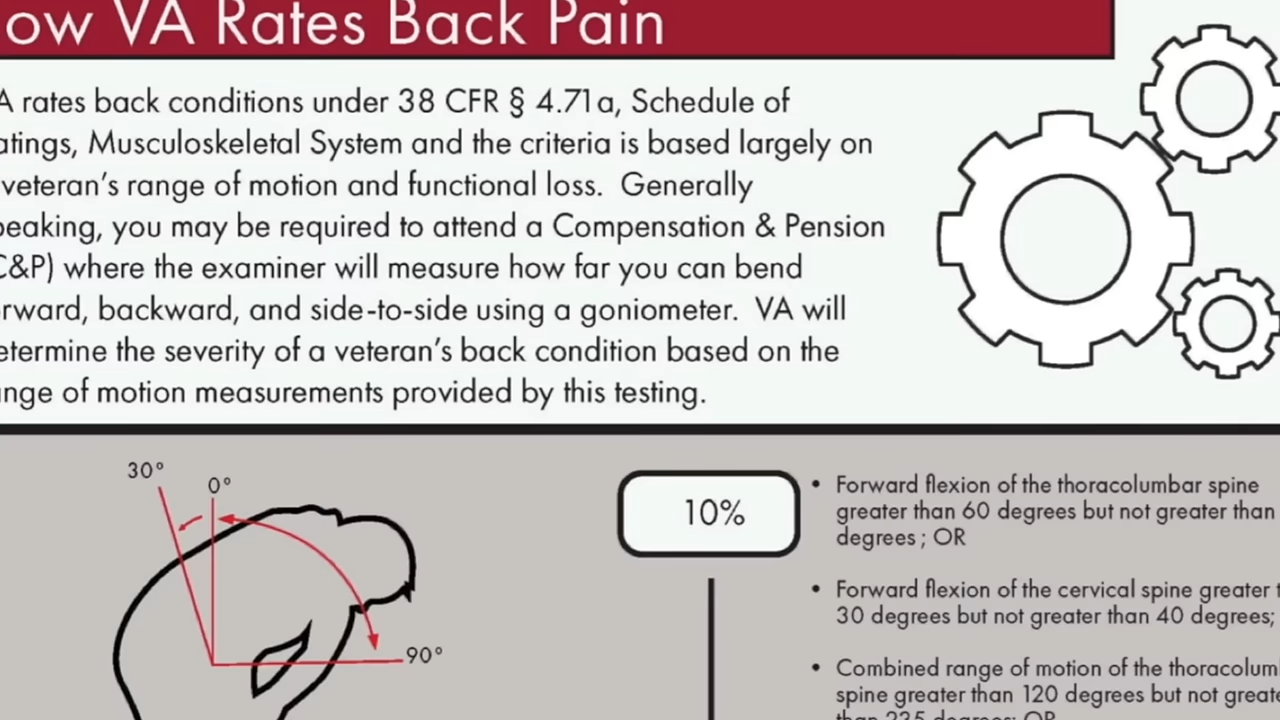 ow VA Rates Back Pain
A rates back conditions under 38 CFR § 4.71a, Schedule of
atings, Musculoskeletal System and the criteria is based largely on
veteran's range of motion and functional loss. Generally
peaking, you may be required to attend a Compensation & Pension
C&P) where the examiner will measure how far you can bend
rward, backward, and side-to-side using a goniometer. VA will
etermine the severity of a veteran's back condition based on the
nge of motion measurements provided by this testing.
30°
0°
90°
10%
• Forward flexion of the thoracolumbar spine
greater than 60 degrees but not greater than
degrees ; OR
• Forward flexion of the cervical spine greater t
30 degrees but not greater than 40 degrees;
• Combined range of motion of the thoracolum
spine greater than 120 degrees but not greate
than 235 degrees; OR